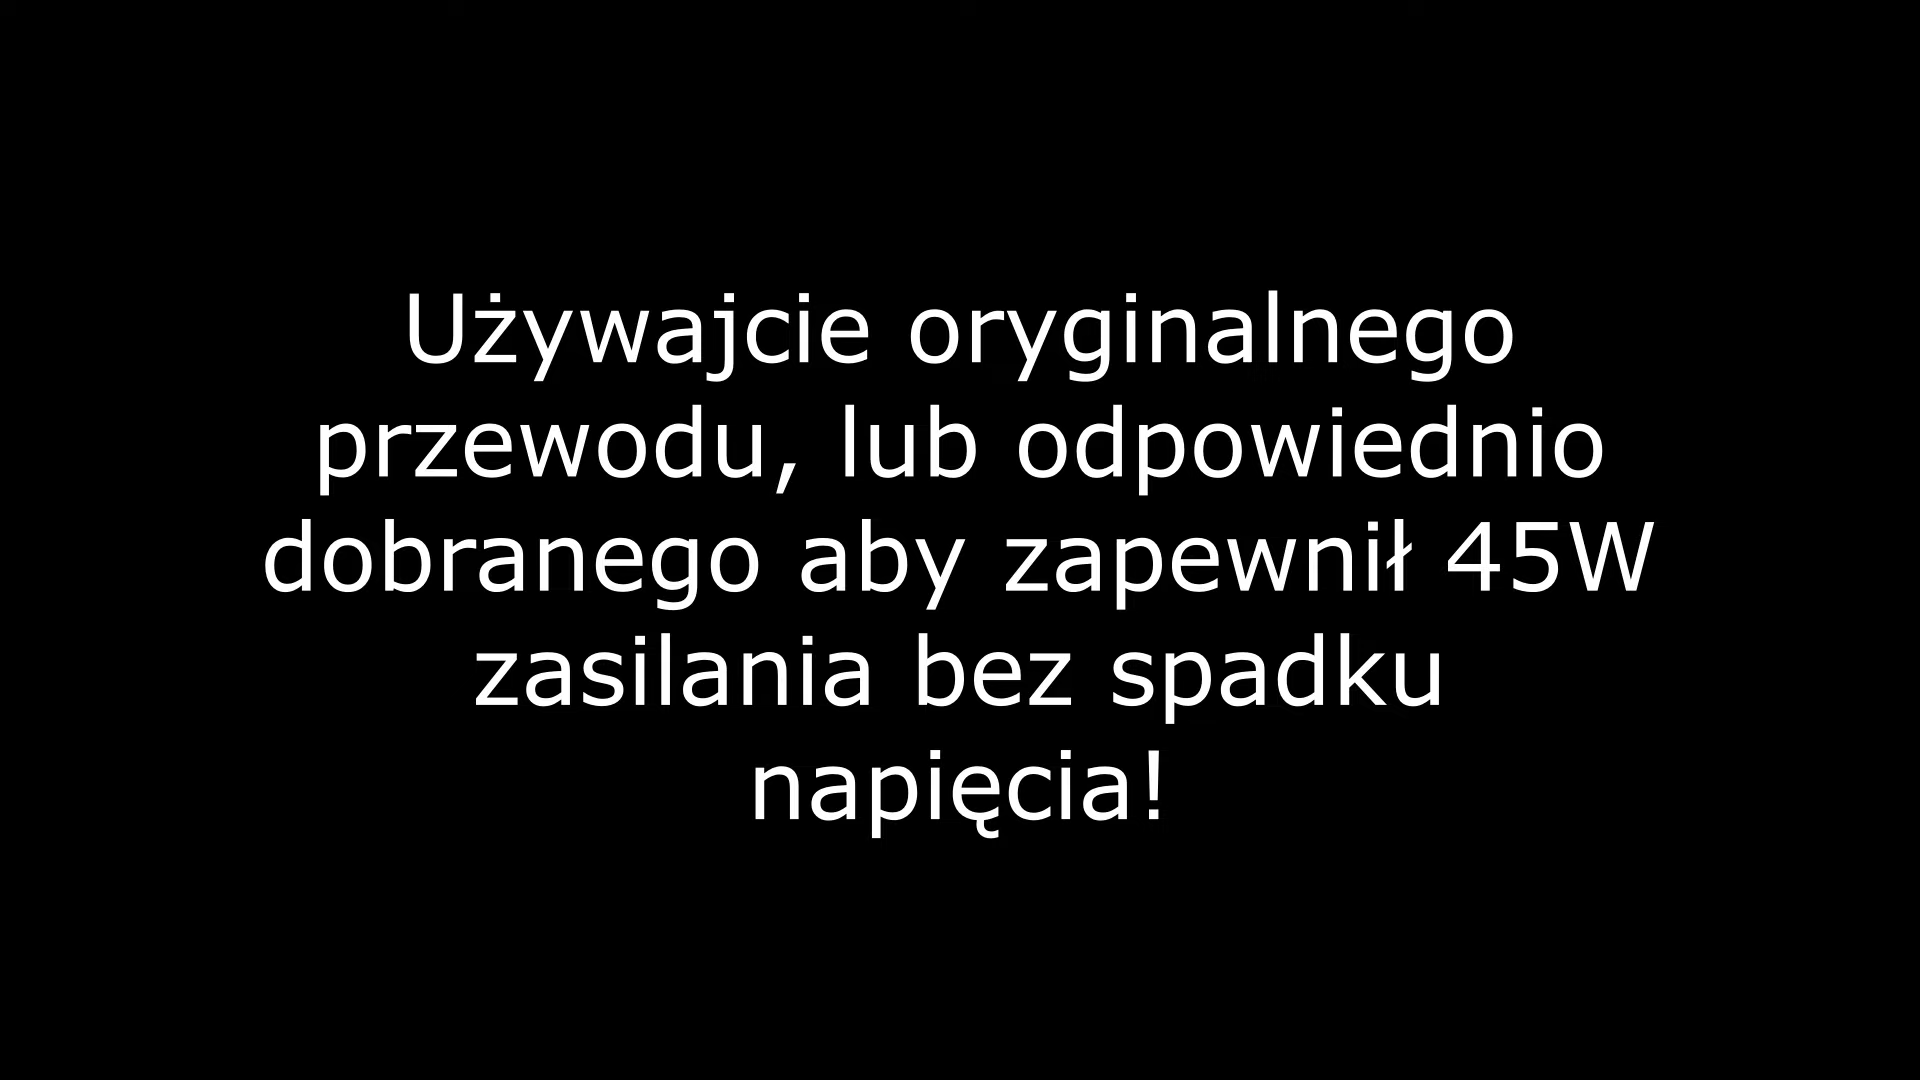 Używajcie oryginalnego
przewodu, lub odpowiednio
dobranego aby zapewnił 45W
zasilania bez spadku
napięcia!